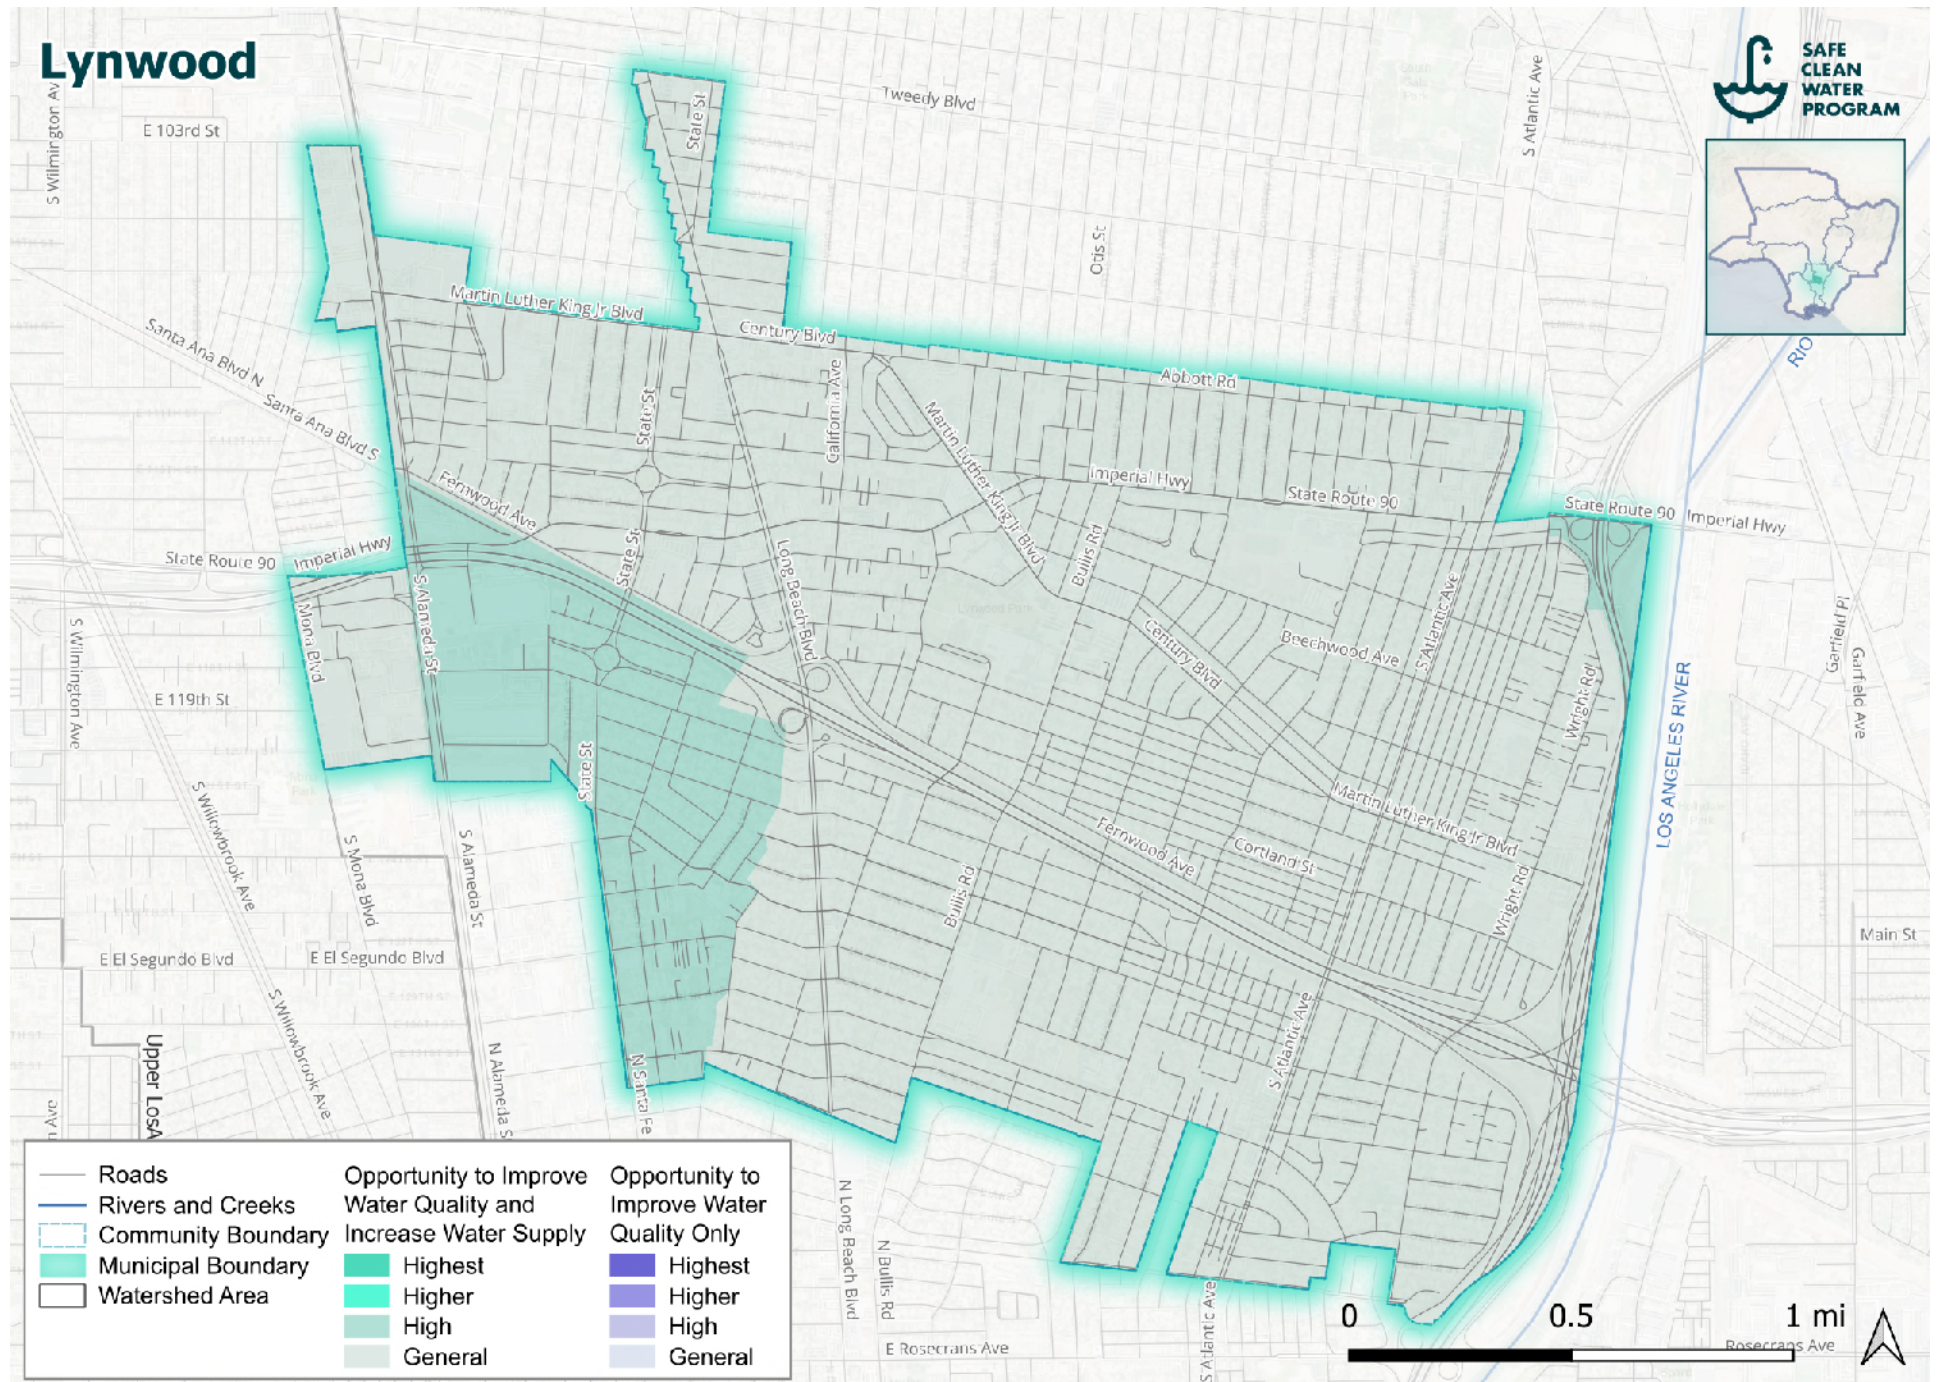 Lynwood
SAFE
CLEAN
WATER
PROGRAM
S Wilmington Av
E 103rd St
State St
Tweedy Blvd
S Atlantic Ave
Otis St
Martin Luther King Jr Blvd
Century Blvd
Abbott Rd
RIO
Santa Ana Blvd N
Santa Ana Blvd S
State St
California Ave
Martin Luther King Jr Blvd
Fernwood Ave
Imperial Hwy
State Route 90
State Route 90
Imperial Hwy
State Route 90
Imperial Hwy
State St
Long Beach Blvd
Bullis Rd
Lynwood Park
S Alameda St
Mona Blvd
S Wilmington Ave
E 119th St
Century Blvd
Beechwood Ave
S Atlantic Ave
Wright Rd
LOS ANGELES RIVER
Garfield Pl
Garfield Ave
State St
S Willowbrook Ave
S Mona Blvd
S Alameda St
Martin Luther King Jr Blvd
Fernwood Ave
Cortland St
Bullis Rd
Wright Rd
Main St
E El Segundo Blvd
E El Segundo Blvd
S Willowbrook Ave
S Atlantic Ave
Upper LosA
N Alameda S
N Santa Fe
N Long Beach Blvd
N Bullis Rd
S Atlantic Ave
E Rosecrans Ave
Rosecrans Ave
Roads
Rivers and Creeks
Community Boundary
Municipal Boundary
Watershed Area
Opportunity to Improve
Water Quality and
Increase Water Supply
Highest
Higher
High
General
Opportunity to
Improve Water
Quality Only
Highest
Higher
High
General
0 0.5 1 mi